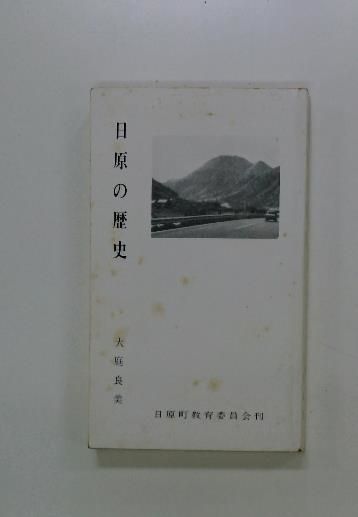 日原の歴史
大庭良美
日原町教育委員会刊